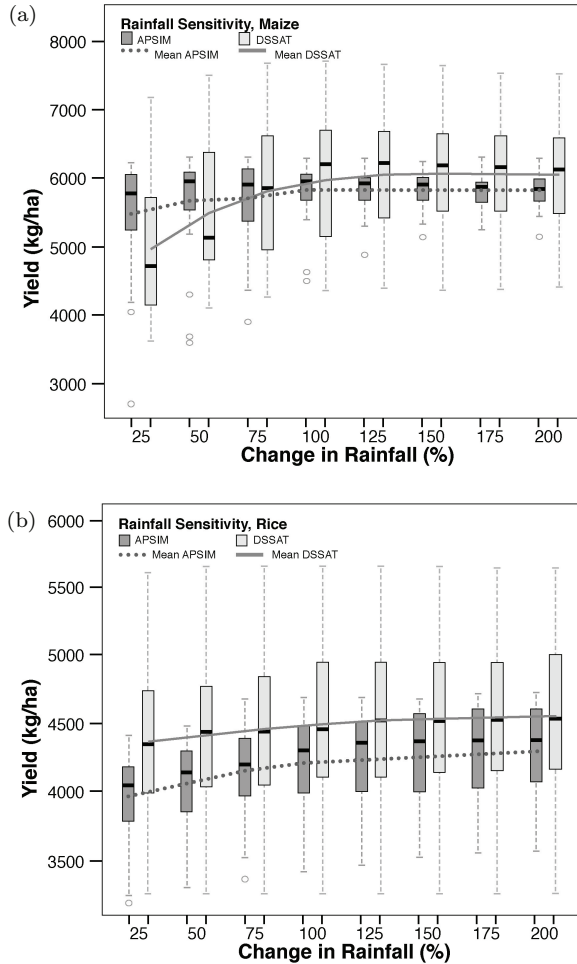 (a)
Rainfall Sensitivity, Maize
APSIM DSSAT
Mean APSIM Mean DSSAT
8000
7000
6000
5000
4000
3000
Yield (kg/ha)
25 50 75 100 125 150 175 200
Change in Rainfall (%)
(b)
Rainfall Sensitivity, Rice
APSIM DSSAT
Mean APSIM Mean DSSAT
6000
5500
5000
4500
4000
3500
Yield (kg/ha)
25 50 75 100 125 150 175 200
Change in Rainfall (%)